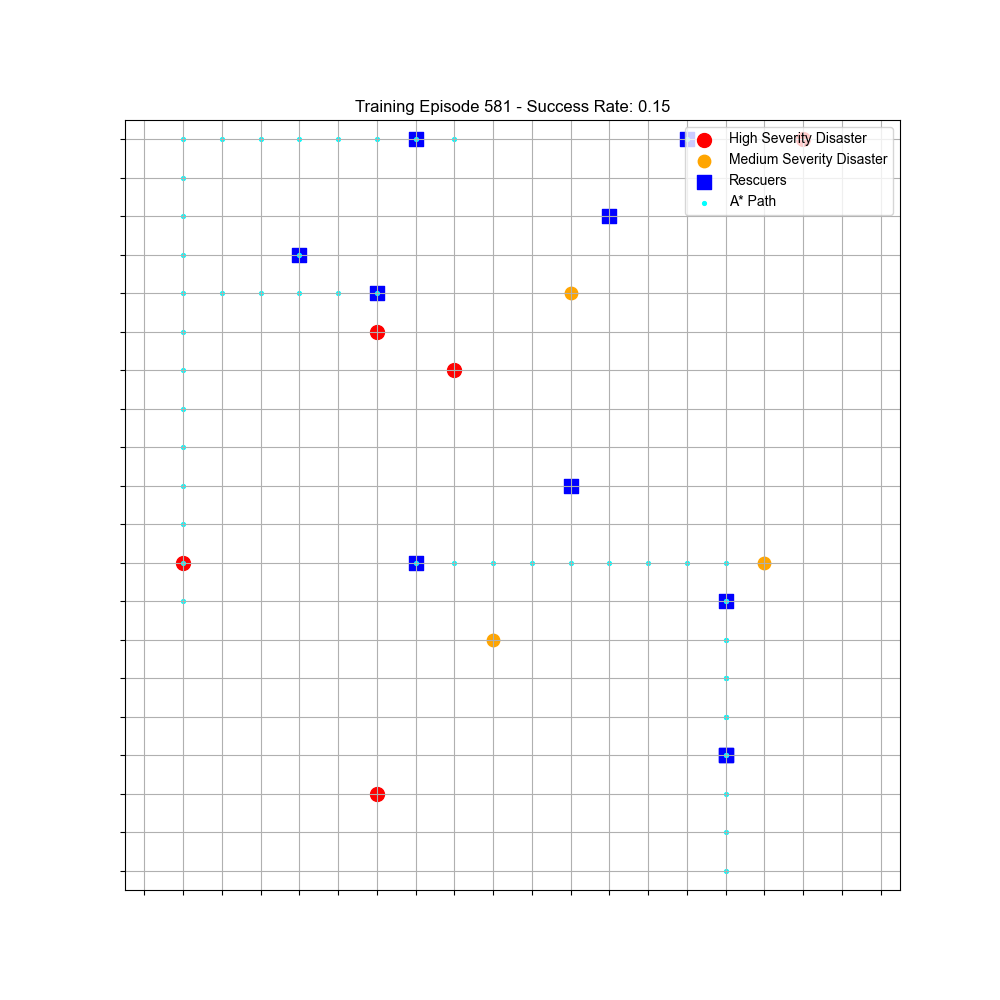 Training Episode 581 - Success Rate: 0.15
High Severity Disaster
Medium Severity Disaster
Rescuers
A* Path